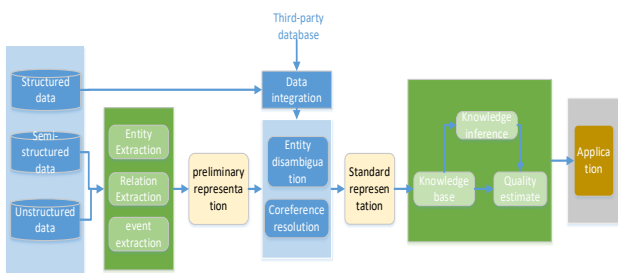 Third-party
database
Structured
data
Data
integration
Semi-
structured
data
Unstructured
data
Entity
Extraction
Relation
Extraction
event
extraction
preliminary
representa
tion
Entity
disambigua
tion
Coreference
resolution
Standard
represen
tation
Knowledge
inference
Knowledge
base
Quality
estimate
Applica
tion